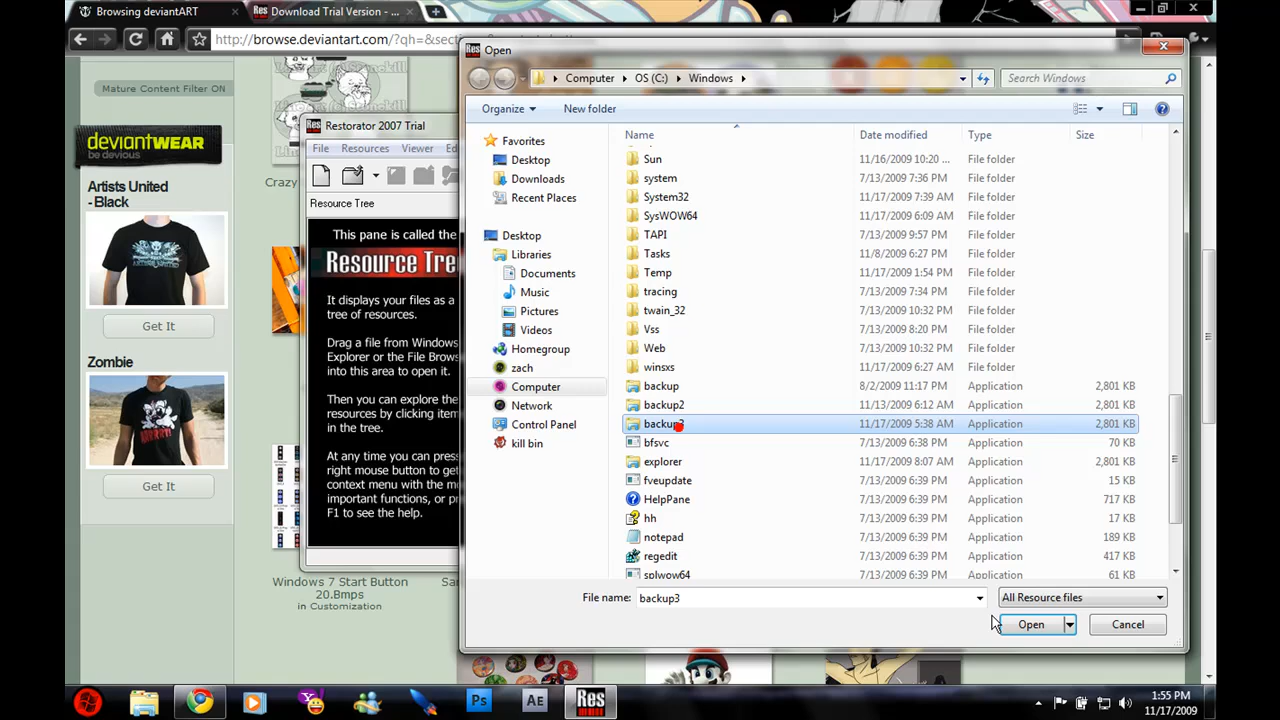 Browsing deviantART
Download Trial Version - ...
http://browse.deviantart.com/?qh=&secti
Mature Content Filter ON
deviantWEAR
be devious
Artists United
- Black
Get It
Zombie
Get It
Crazy
Windows 7 Start Button
20.Bmps
in Customization
Restorator 2007 Trial
File Resources Viewer Ed
Resource Tree
This pane is called the
Resource Tre
It displays your files as a
tree of resources.
Drag a file from Windows
Explorer or the File Brows
into this area to open it.
Then you can explore the
resources by clicking item
in the tree.
At any time you can press
right mouse button to get
context menu with the mo
important functions, or pr
F1 to see the help.
Open
Computer OS (C:) Windows
Search Windows
Organize New folder
Favorites
Desktop
Downloads
Recent Places
Desktop
Libraries
Documents
Music
Pictures
Videos
Homegroup
zach
Computer
Network
Control Panel
kill bin
Name Date modified Type Size
Sun 11/16/2009 10:20 ... File folder
system 7/13/2009 7:36 PM File folder
System32 11/17/2009 7:39 AM File folder
SysWOW64 11/17/2009 6:09 AM File folder
TAPI 7/13/2009 9:57 PM File folder
Tasks 11/8/2009 6:27 PM File folder
Temp 11/17/2009 1:54 PM File folder
tracing 7/13/2009 7:34 PM File folder
twain_32 7/13/2009 10:32 PM File folder
Vss 7/13/2009 8:20 PM File folder
Web 7/13/2009 10:32 PM File folder
winsxs 11/17/2009 6:27 AM File folder
backup 8/2/2009 11:17 PM Application 2,801 KB
backup2 11/13/2009 6:12 AM Application 2,801 KB
backup3 11/17/2009 5:38 AM Application 2,801 KB
bfsvc 7/13/2009 6:38 PM Application 70 KB
explorer 11/17/2009 8:07 AM Application 2,801 KB
fveupdate 7/13/2009 6:39 PM Application 15 KB
HelpPane 7/13/2009 6:39 PM Application 717 KB
hh 7/13/2009 6:39 PM Application 17 KB
notepad 7/13/2009 6:39 PM Application 189 KB
regedit 7/13/2009 6:39 PM Application 417 KB
splwow64 7/13/2009 6:39 PM Application 61 KB
File name: backup3 All Resource files
Open Cancel
Ps
AE
Res
1:55 PM
11/17/2009